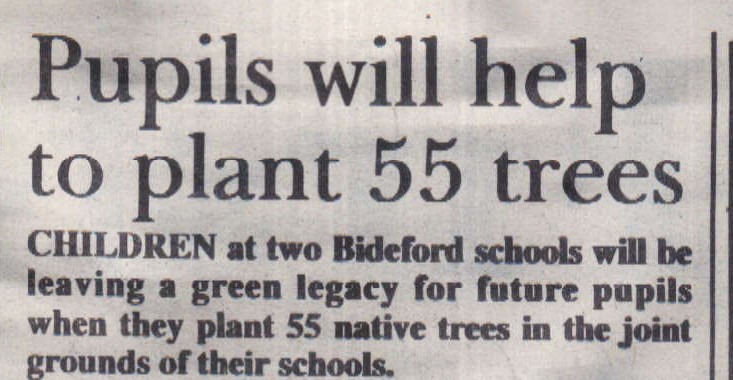 Pupils will help
to plant 55 trees
CHILDREN at two Bideford schools will be
leaving a green legacy for future pupils
when they plant 55 native trees in the joint
grounds of their schools.